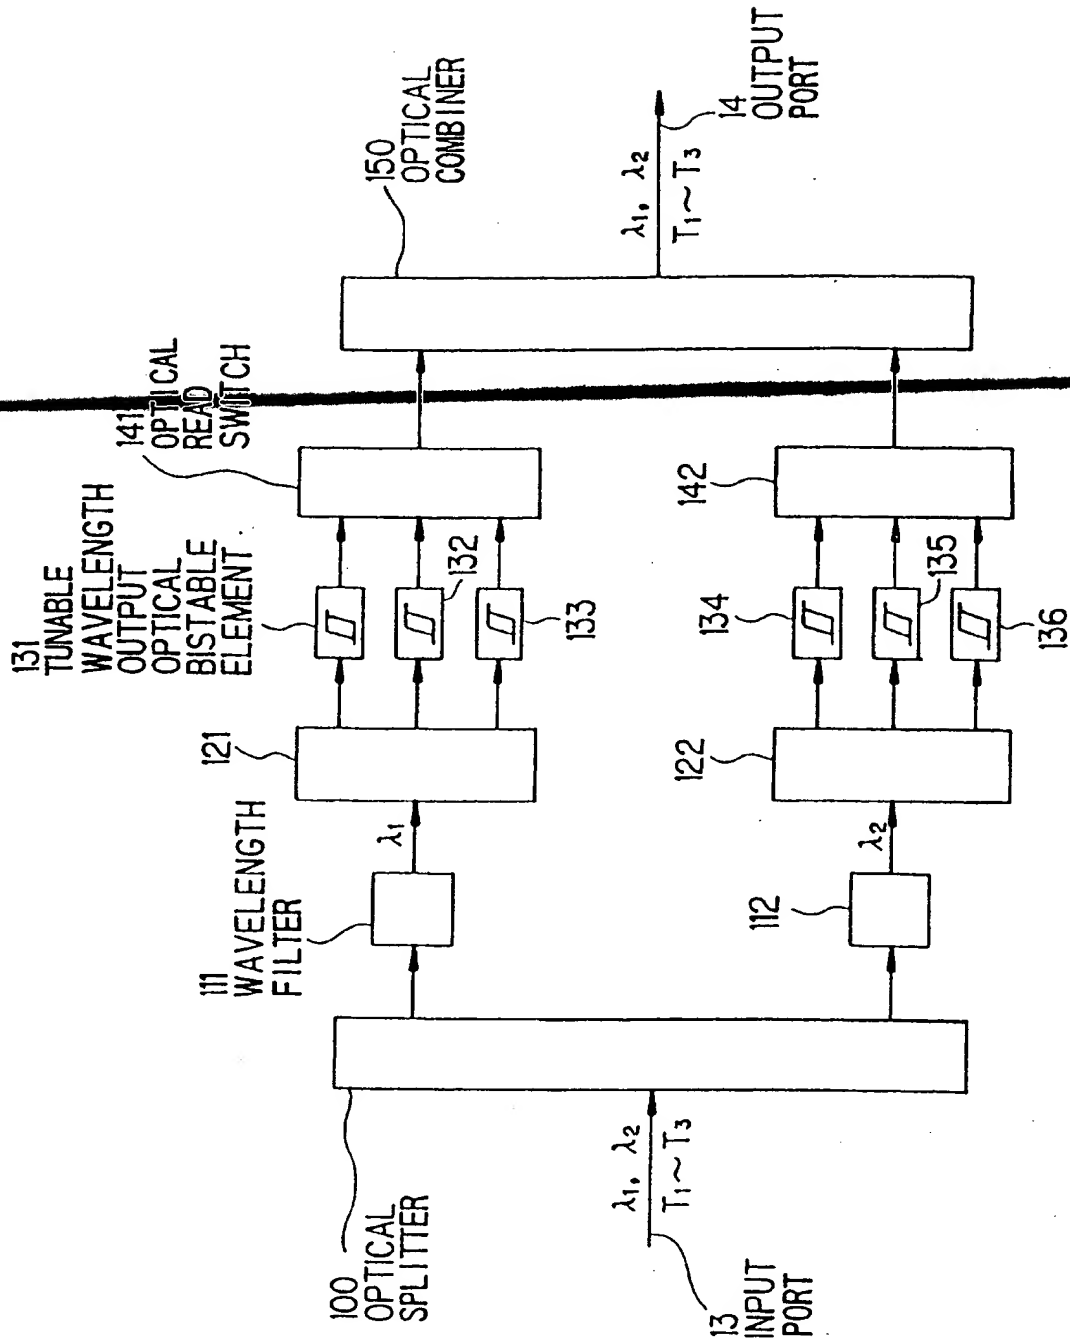 13
INPUT
PORT
λ1, λ2
T1~T3
100
OPTICAL
SPLITTER
111
WAVELENGTH
FILTER
112
λ1
λ2
121
122
131
TUNABLE
WAVELENGTH
OUTPUT
OPTICAL
BISTABLE
ELEMENT
132
133
134
135
136
141
OPTICAL
READ
SWITCH
142
150
OPTICAL
COMBINER
λ1, λ2
T1~T3
14
OUTPUT
PORT